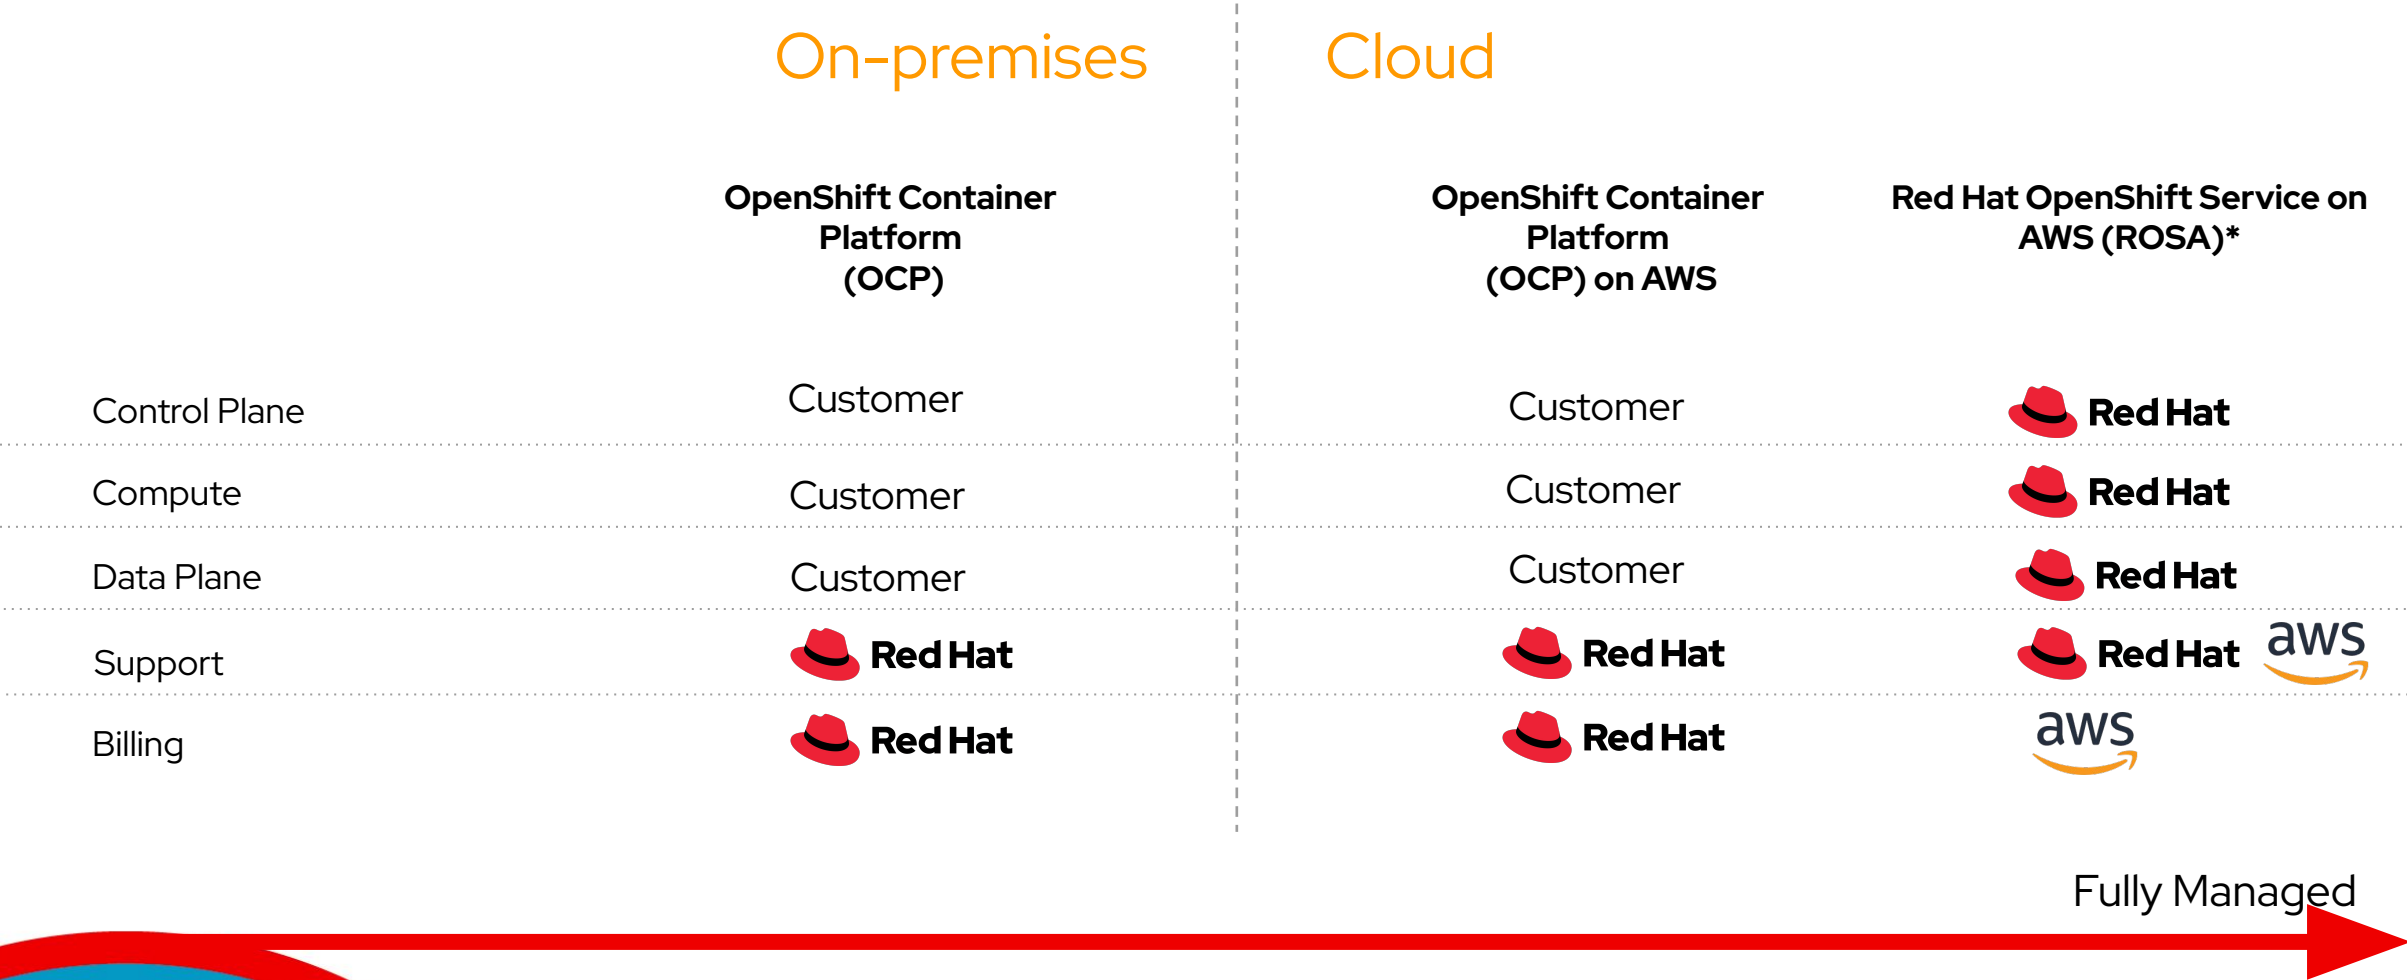 On-premises
Cloud
OpenShift Container
Platform
(OCP)
OpenShift Container
Platform
(OCP) on AWS
Red Hat OpenShift Service on
AWS (ROSA)*
Control Plane Customer Customer Red Hat
Compute Customer Customer Red Hat
Data Plane Customer Customer Red Hat
Support Red Hat Red Hat Red Hat aws
Billing Red Hat Red Hat aws
Fully Managed